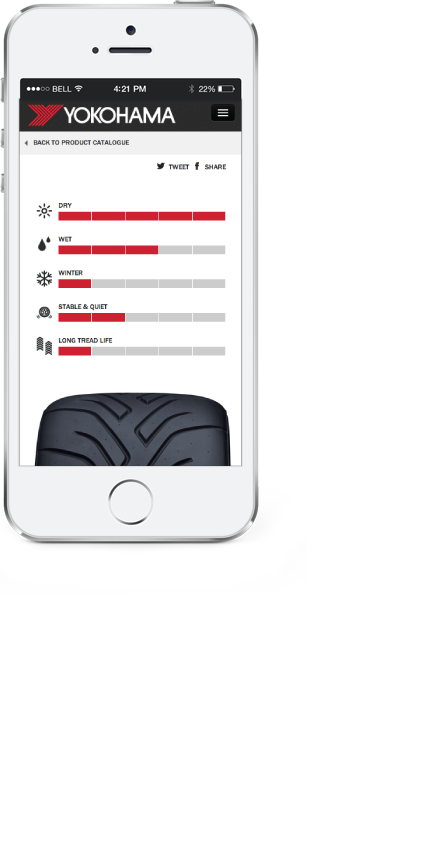 BELL 4:21 PM 22%
YOKOHAMA
BACK TO PRODUCT CATALOGUE
TWEET SHARE
DRY
WET
WINTER
STABLE & QUIET
LONG TREAD LIFE